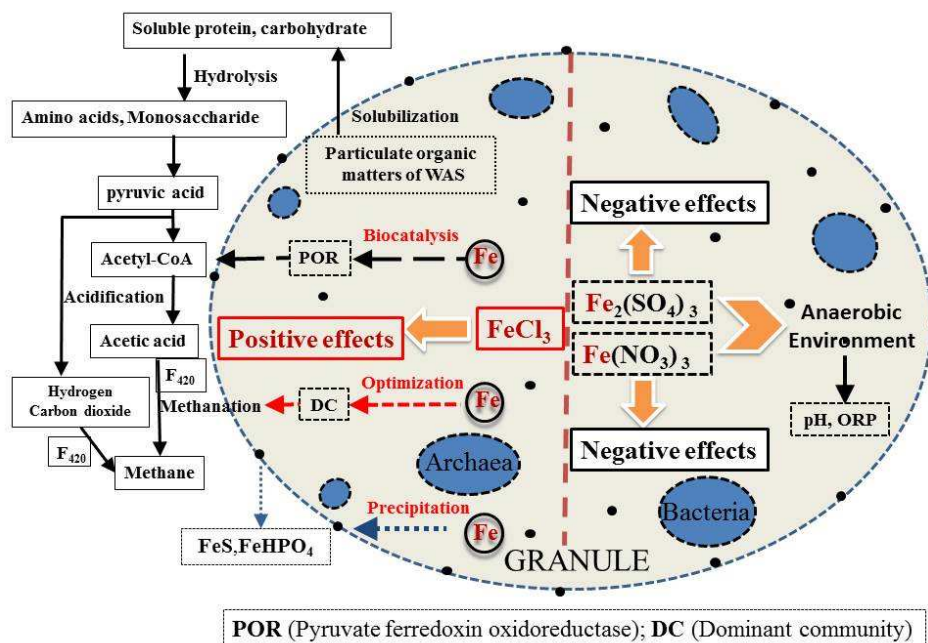 Soluble protein, carbohydrate
Hydrolysis
Amino acids, Monosaccharide
Solubilization
Particulate organic
matters of WAS
pyruvic acid
Negative effects
Biocatalysis
Acetyl-CoA
POR
Fe
Acidification
Fe₂(SO₄)₃
Anaerobic
Environment
Positive effects
FeCl₃
Acetic acid
Fe(NO₃)₃
F₄₂₀
Hydrogen
Carbon dioxide
Methanation
Optimization
DC
Fe
pH, ORP
F₄₂₀
Methane
Archaea
Negative effects
Precipitation
Fe
Bacteria
FeS,FeHPO₄
GRANULE
POR (Pyruvate ferredoxin oxidoreductase); DC (Dominant community)